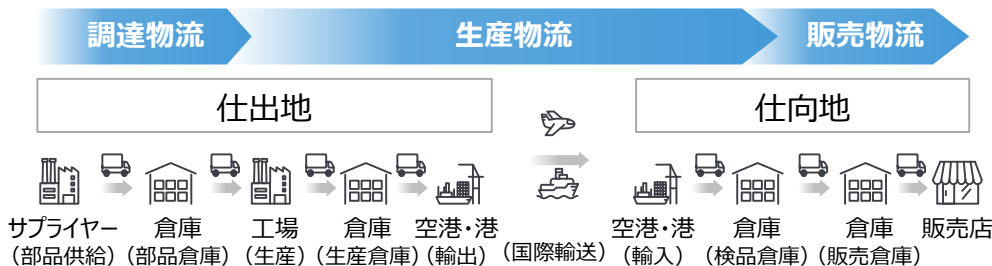 調達物流 生産物流 販売物流
仕出地 仕向地
サプライヤー 倉庫 工場 倉庫 空港・港 空港・港 倉庫 倉庫 販売店
（部品供給）（部品倉庫）（生産）（生産倉庫）（輸出）（国際輸送）（輸入）（検品倉庫）（販売倉庫）